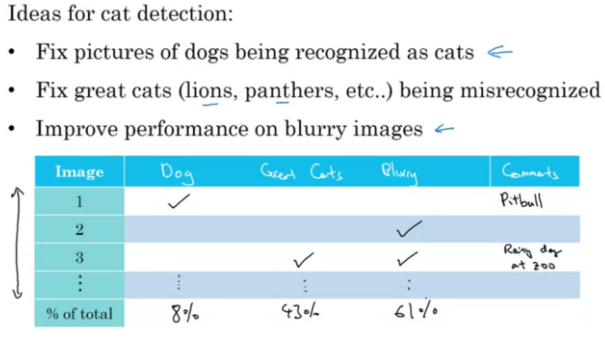 Ideas for cat detection:
• Fix pictures of dogs being recognized as cats
• Fix great cats (lions, panthers, etc..) being misrecognized
• Improve performance on blurry images
Image Dog Great Cats Blurry Comments
1 ✓ Pitbull
2 ✓
3 ✓ ✓ Rainy day at zoo
⋮ ⋮ ⋮ ⋮
% of total 8% 43% 61%